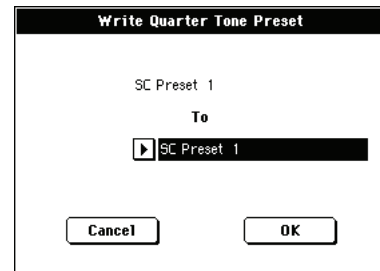 Write Quarter Tone Preset
SC Preset 1
To
SC Preset 1
Cancel
OK